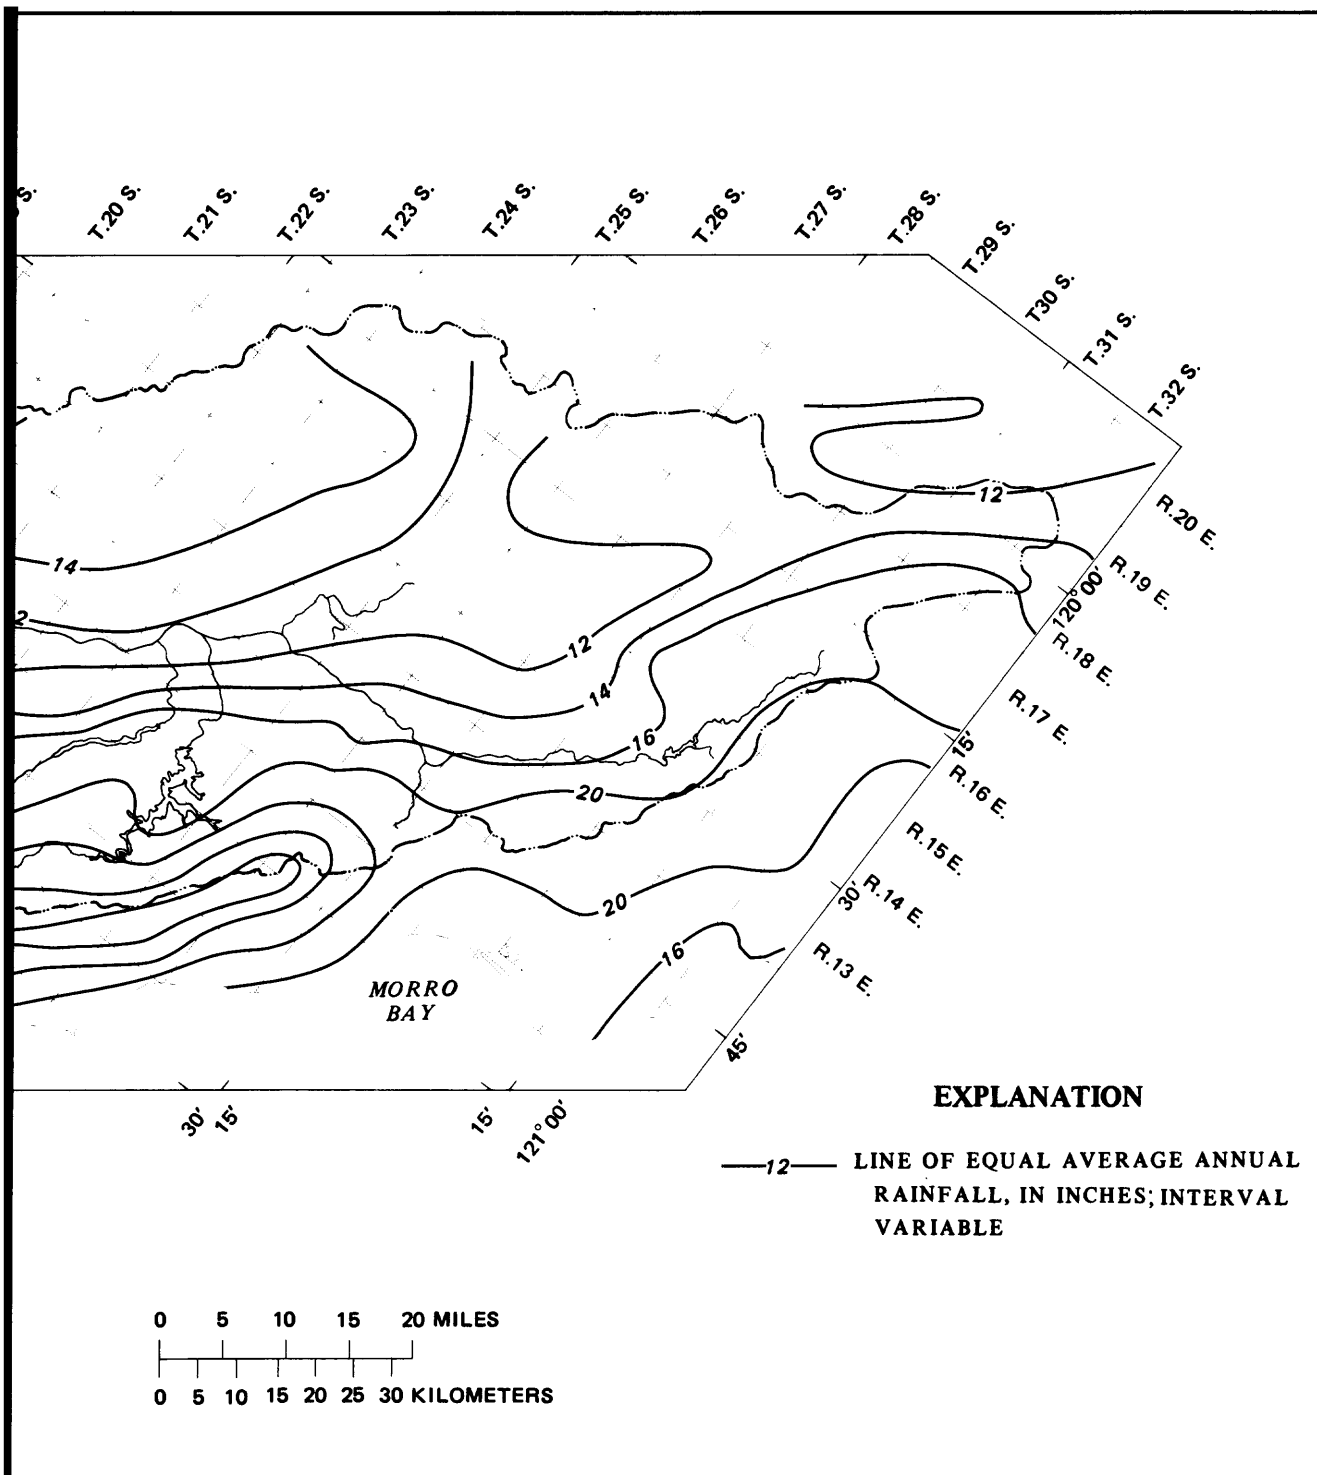 S.
T.20 S.
T.21 S.
T.22 S.
T.23 S.
T.24 S.
T.25 S.
T.26 S.
T.27 S.
T.28 S.
T.29 S.
T30 S.
T.31 S.
T.32 S.
R.20 E.
R.19 E.
120°00'
R.18 E.
R.17 E.
15'
R.16 E.
R.15 E.
R.14 E.
30'
R.13 E.
45'
12
14
2
12
14
16
20
20
16
MORRO
BAY
30'
15'
15'
121°00'
EXPLANATION
12 LINE OF EQUAL AVERAGE ANNUAL
RAINFALL, IN INCHES; INTERVAL
VARIABLE
0 5 10 15 20 MILES
0 5 10 15 20 25 30 KILOMETERS